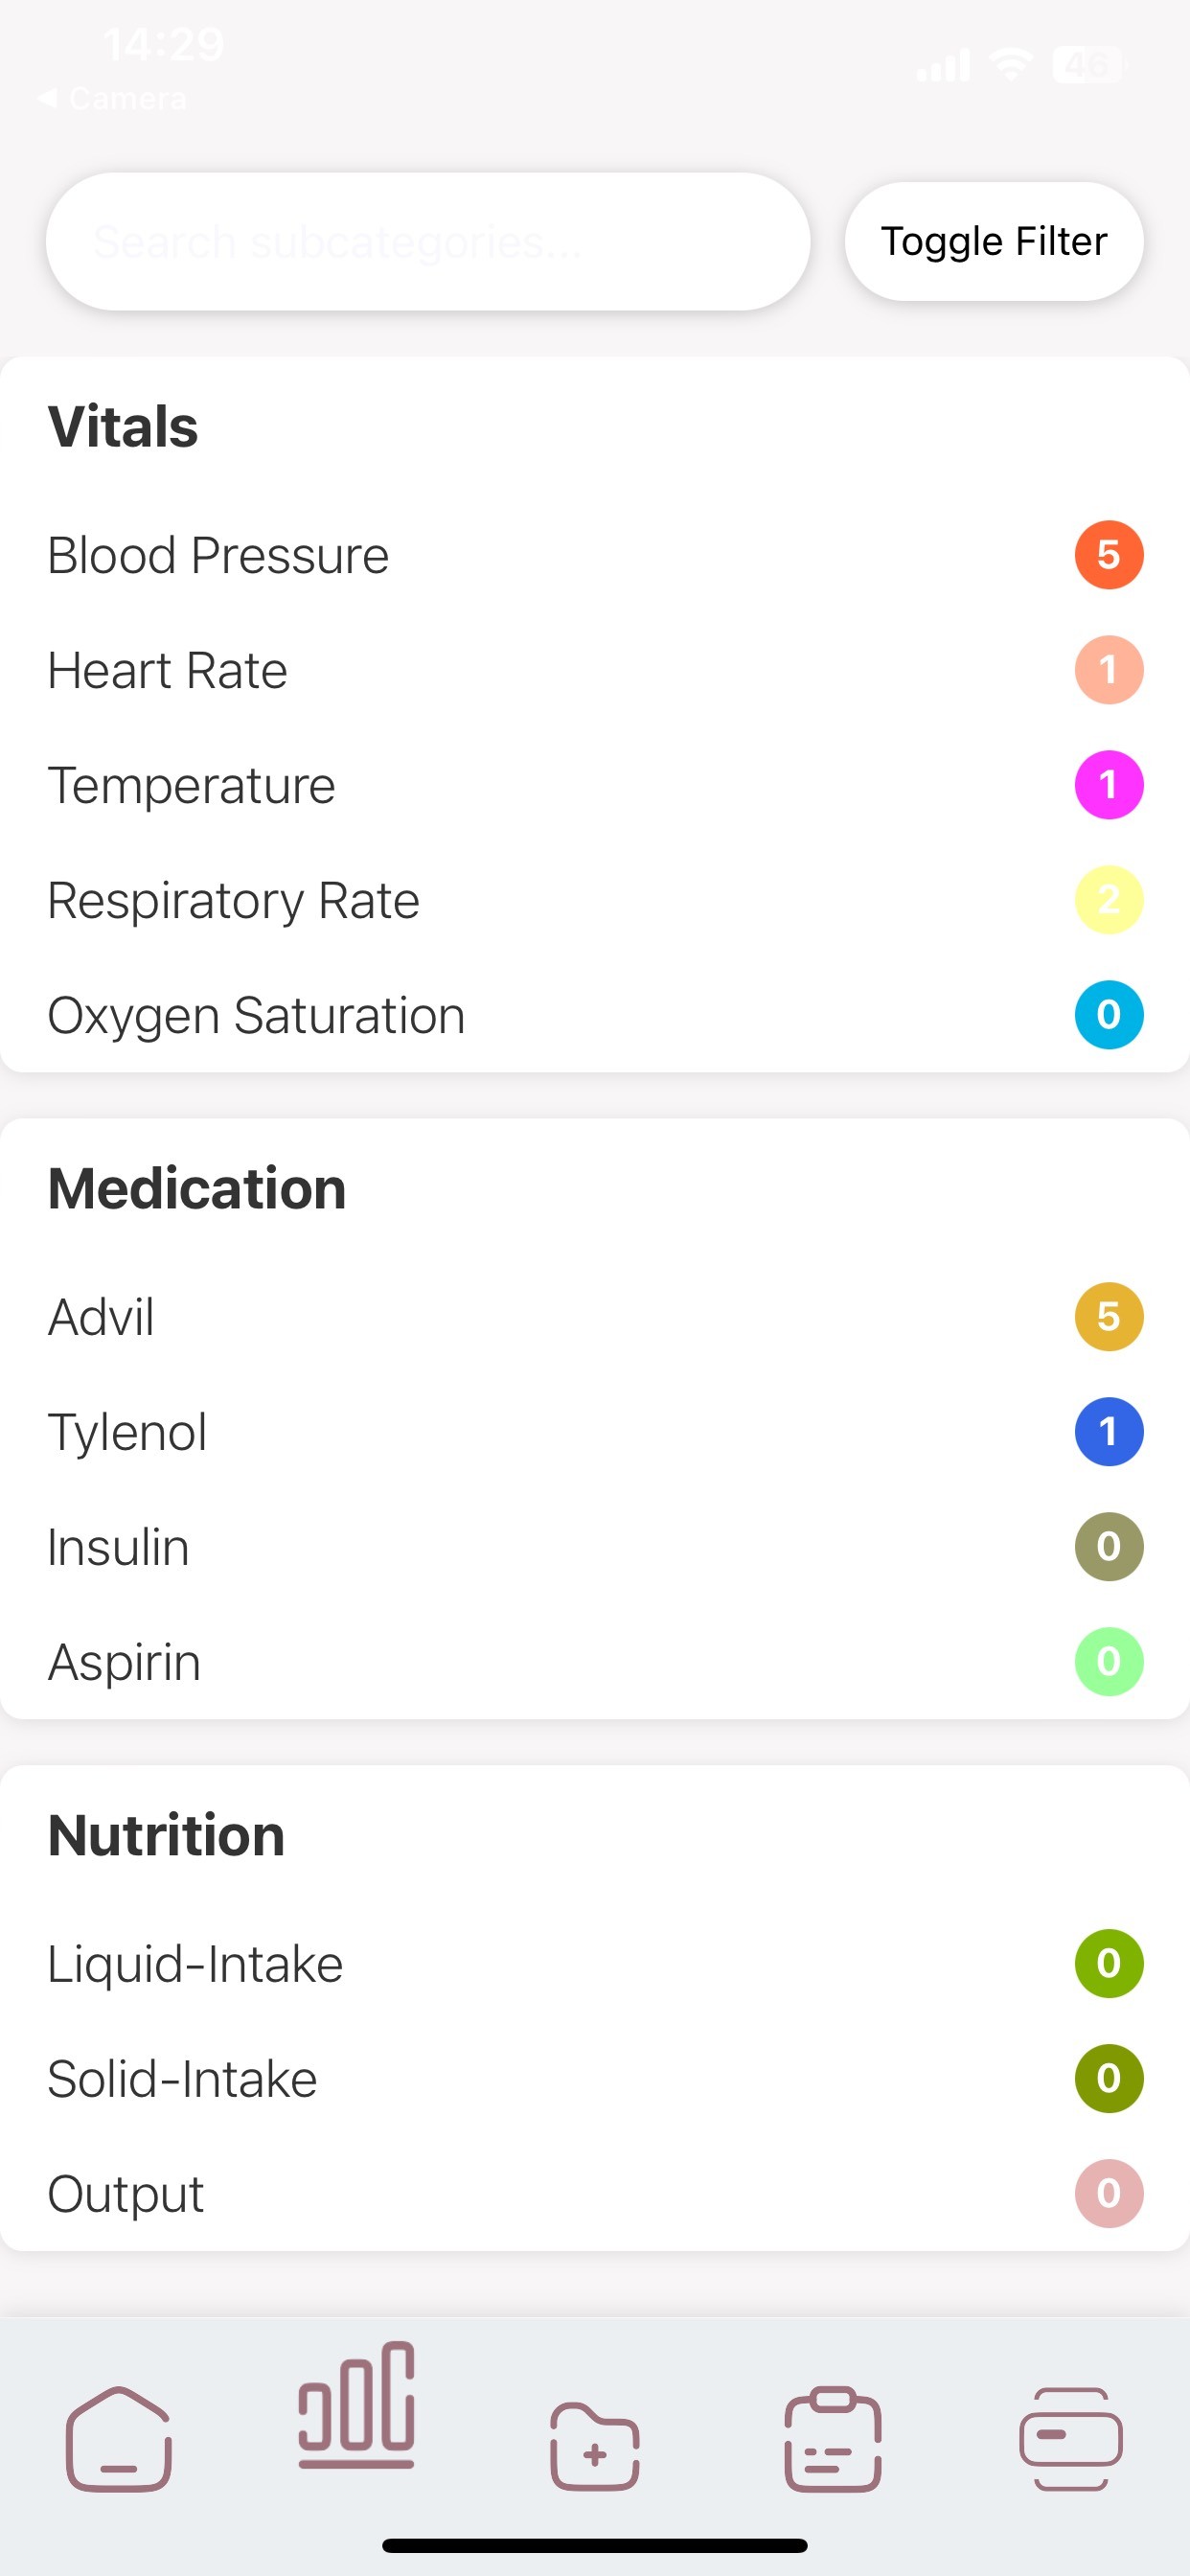 14:29
46
◀ Camera
Search subcategories...
Toggle Filter
Vitals
Blood Pressure 5
Heart Rate 1
Temperature 1
Respiratory Rate 2
Oxygen Saturation 0
Medication
Advil 5
Tylenol 1
Insulin 0
Aspirin 0
Nutrition
Liquid-Intake 0
Solid-Intake 0
Output 0